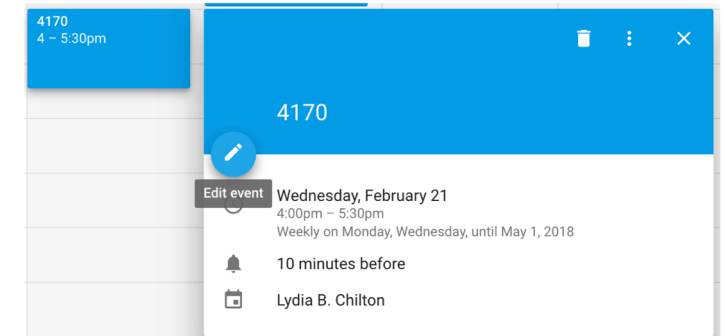 4170
4 – 5:30pm
4170
Edit event
Wednesday, February 21
4:00pm – 5:30pm
Weekly on Monday, Wednesday, until May 1, 2018
10 minutes before
Lydia B. Chilton